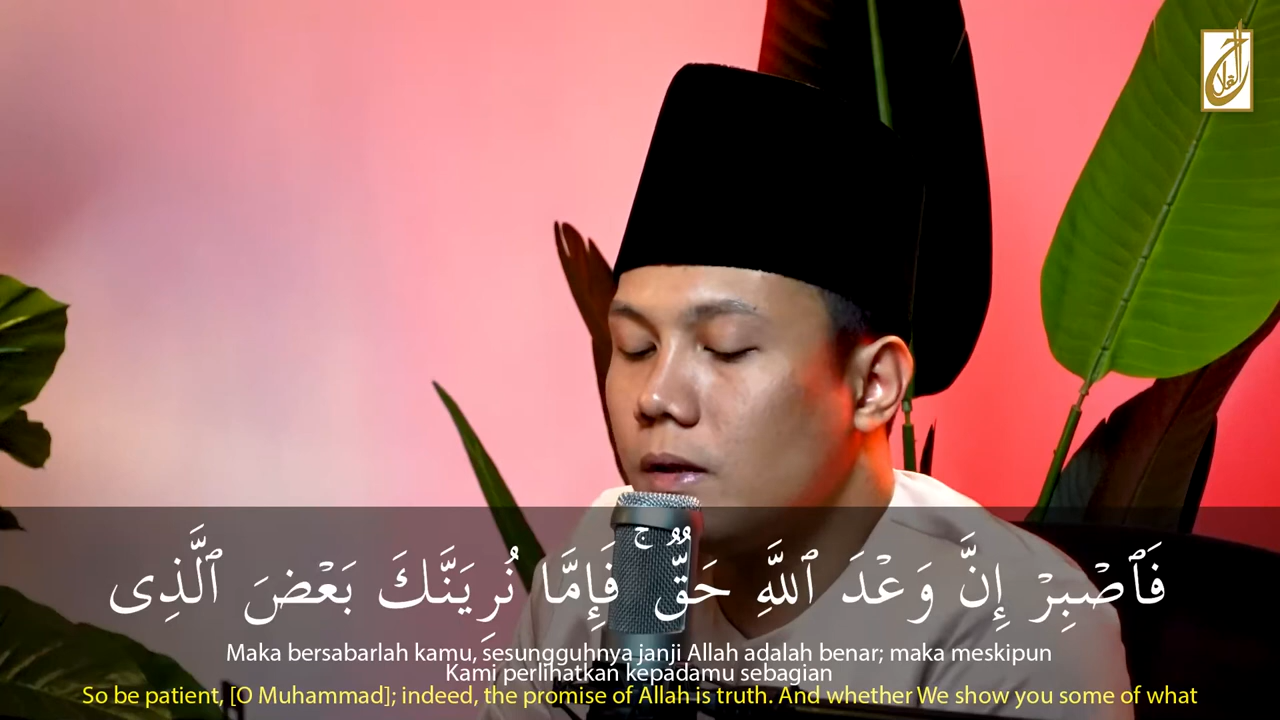 فَٱصْبِرْ إِنَّ وَعْدَ ٱللَّهِ حَقٌّ ۚ فَإِمَّا نُرِيَنَّكَ بَعْضَ ٱلَّذِى
Maka bersabarlah kamu, sesungguhnya janji Allah adalah benar; maka meskipun
Kami perlihatkan kepadamu sebagian
So be patient, [O Muhammad]; indeed, the promise of Allah is truth. And whether We show you some of what